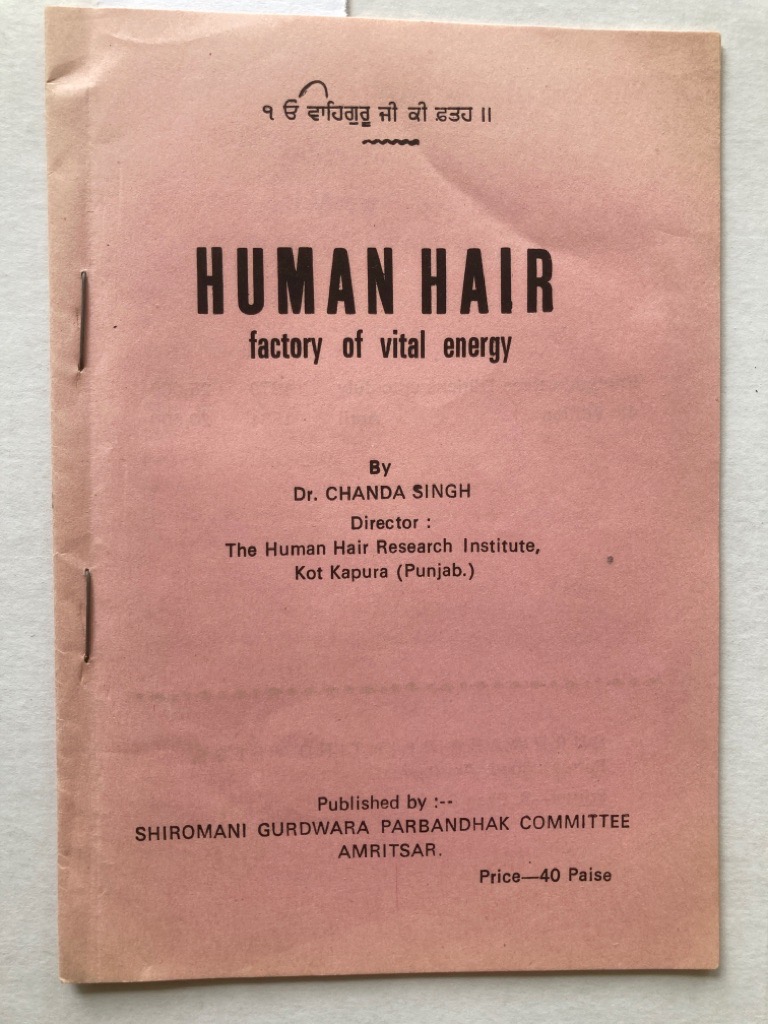 ੧ ਓ ਵਾਹਿਗੁਰੂ ਜੀ ਕੀ ਫ਼ਤਹ ॥
HUMAN HAIR
factory of vital energy
By
Dr. CHANDA SINGH
Director :
The Human Hair Research Institute,
Kot Kapura (Punjab.)
Published by :--
SHIROMANI GURDWARA PARBANDHAK COMMITTEE
AMRITSAR.
Price—40 Paise